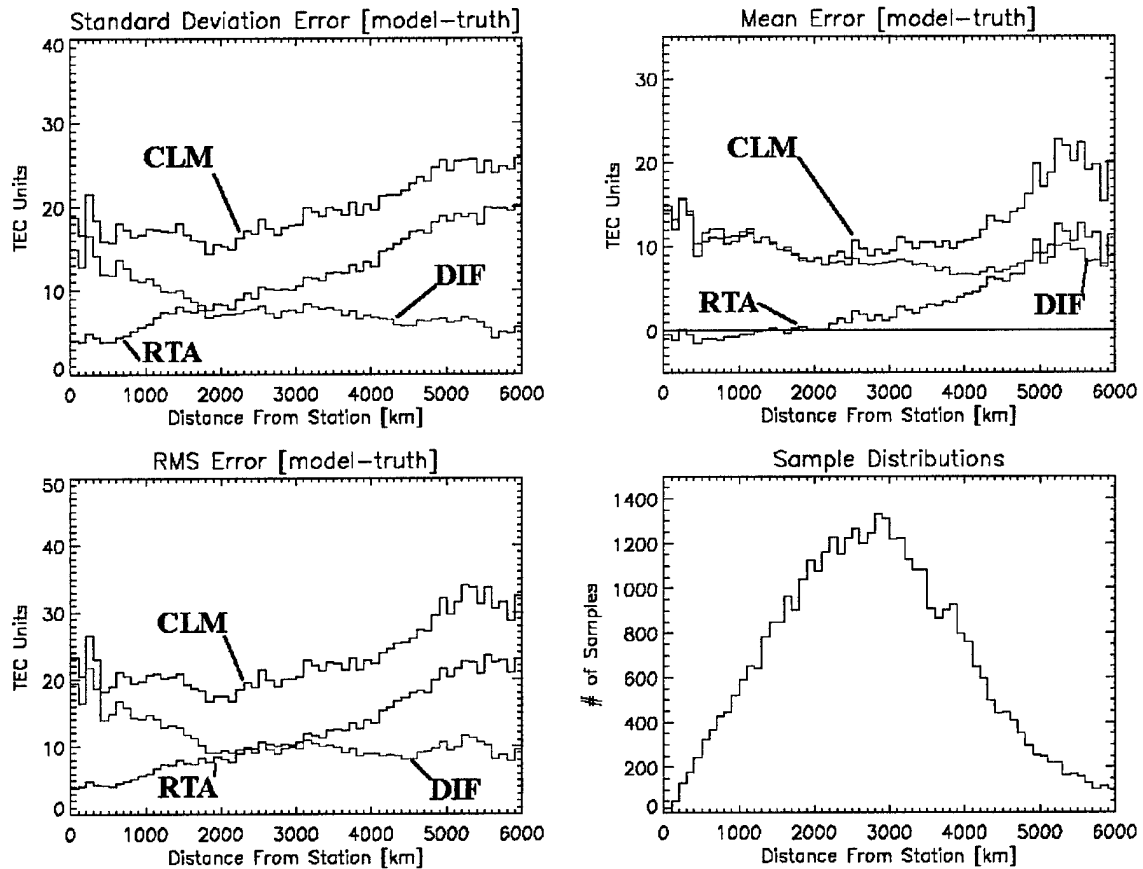 Standard Deviation Error [model-truth]
40
30
20
10
0
TEC Units
CLM
DIF
RTA
0 1000 2000 3000 4000 5000 6000
Distance From Station [km]
Mean Error [model-truth]
30
20
10
0
TEC Units
CLM
RTA
DIF
0 1000 2000 3000 4000 5000 6000
Distance From Station [km]
RMS Error [model-truth]
50
40
30
20
10
0
TEC Units
CLM
RTA
DIF
0 1000 2000 3000 4000 5000 6000
Distance From Station [km]
Sample Distributions
1400
1200
1000
800
600
400
200
0
# of Samples
0 1000 2000 3000 4000 5000 6000
Distance From Station [km]